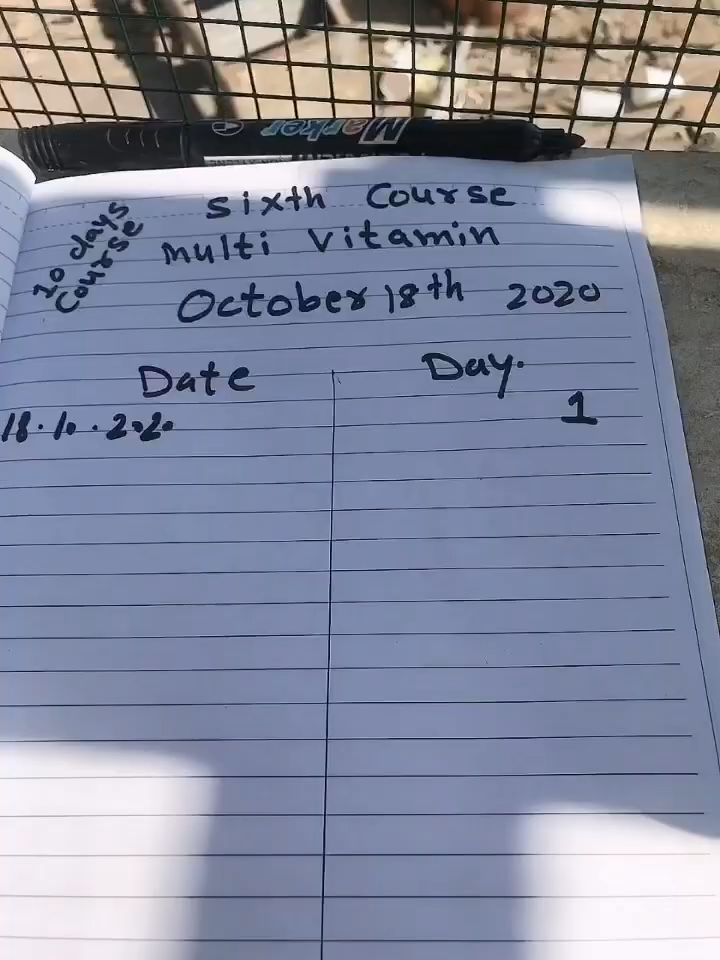 Marker
10 days
Course
Sixth Course
Multi Vitamin
October 18th 2020
Date
Day.
18.10.2020
1